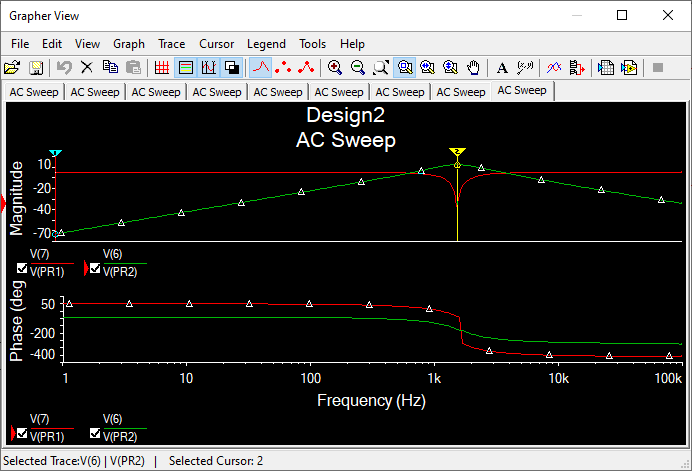 Grapher View
File Edit View Graph Trace Cursor Legend Tools Help
A
AC Sweep AC Sweep AC Sweep AC Sweep AC Sweep AC Sweep AC Sweep AC Sweep AC Sweep
Design2
AC Sweep
1 2
Magnitude
10
-20
-40
-70
V(7) V(6)
V(PR1) V(PR2)
Phase (deg
50
-200
-400
1 10 100 1k 10k 100k
Frequency (Hz)
V(7) V(6)
V(PR1) V(PR2)
Selected Trace:V(6) | V(PR2) | Selected Cursor: 2